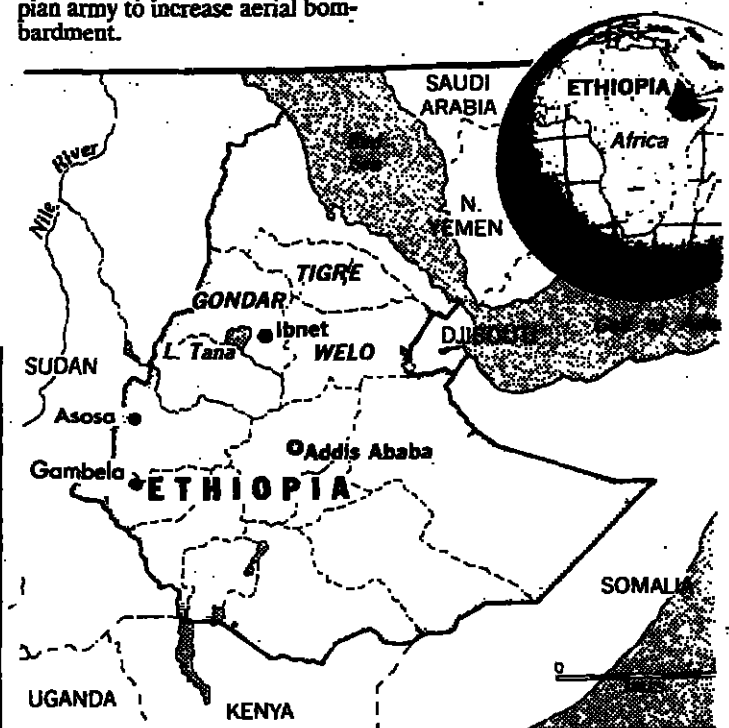 pian army to increase aerial bom-
bardment.
SAUDI
ARABIA
ETHIOPIA
Africa
Nile River
N.
YEMEN
TIGRE
GONDAR
Ibnet
L. Tana
WELO
DJIBOUTI
SUDAN
Asosa
Addis Ababa
Gambela
ETHIOPIA
SOMALIA
0
UGANDA
KENYA